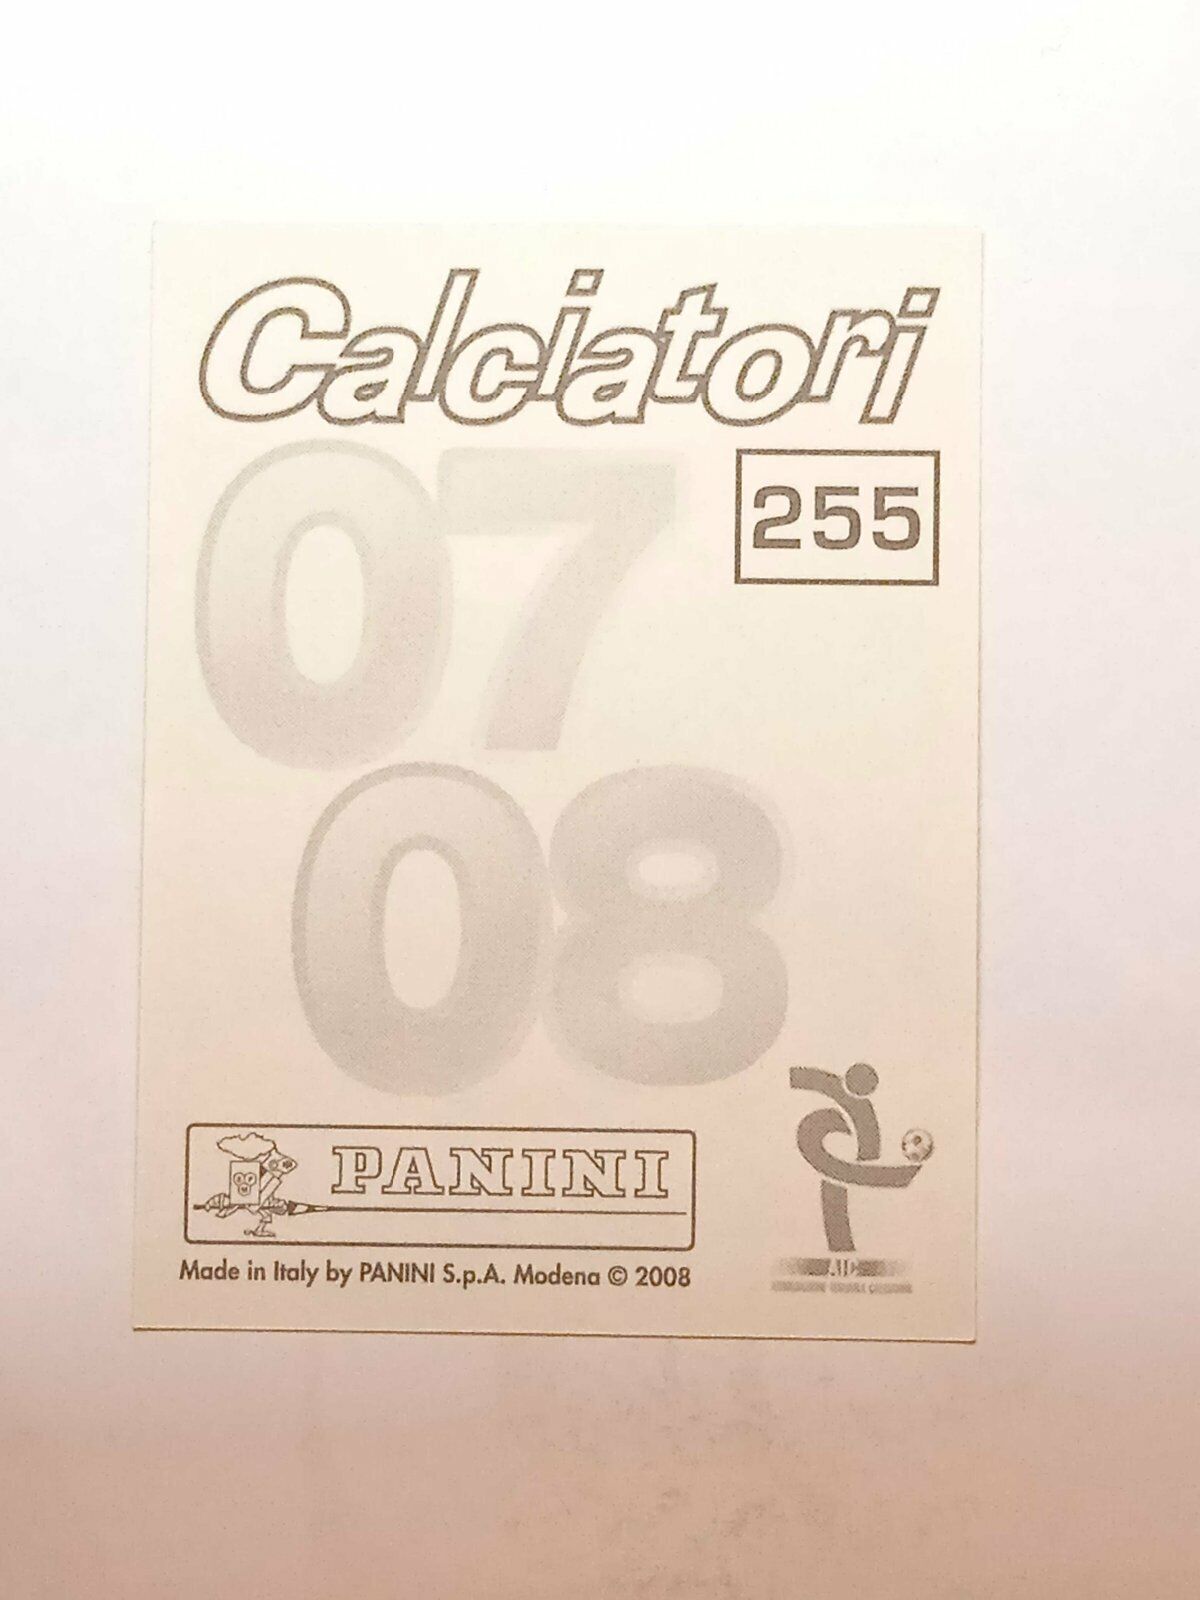 Calciatori
07
255
08
PANINI
Made in Italy by PANINI S.p.A. Modena © 2008